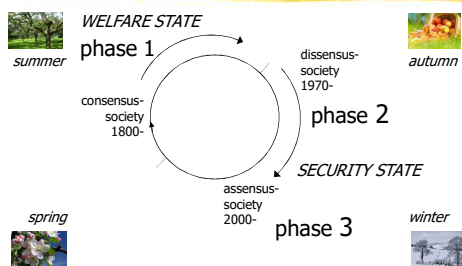 WELFARE STATE
phase 1
summer
dissensus-
society
1970-
autumn
consensus-
society
1800-
phase 2
SECURITY STATE
assensus-
society
2000-
phase 3
spring
winter